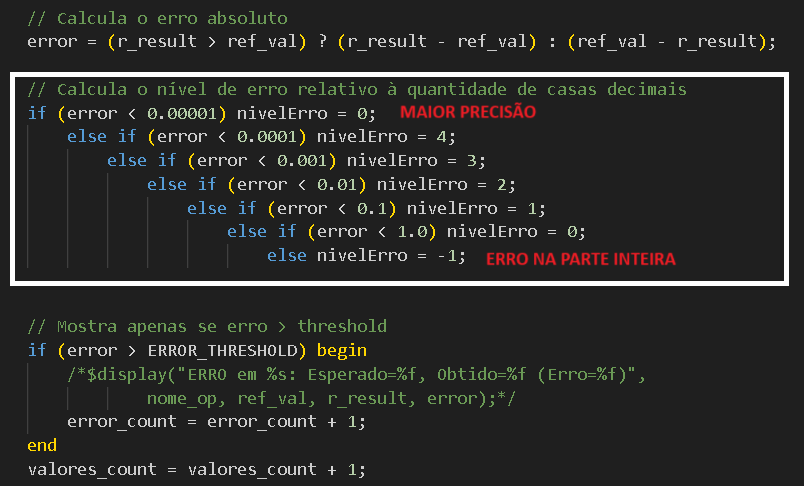 // Calcula o erro absoluto
error = (r_result > ref_val) ? (r_result - ref_val) : (ref_val - r_result);
// Calcula o nível de erro relativo à quantidade de casas decimais
if (error < 0.00001) nivelErro = 0; MAIOR PRECISÃO
else if (error < 0.0001) nivelErro = 4;
else if (error < 0.001) nivelErro = 3;
else if (error < 0.01) nivelErro = 2;
else if (error < 0.1) nivelErro = 1;
else if (error < 1.0) nivelErro = 0;
else nivelErro = -1; ERRO NA PARTE INTEIRA
// Mostra apenas se erro > threshold
if (error > ERROR_THRESHOLD) begin
/*$display("ERRO em %s: Esperado=%f, Obtido=%f (Erro=%f)",
nome_op, ref_val, r_result, error);*/
error_count = error_count + 1;
end
valores_count = valores_count + 1;